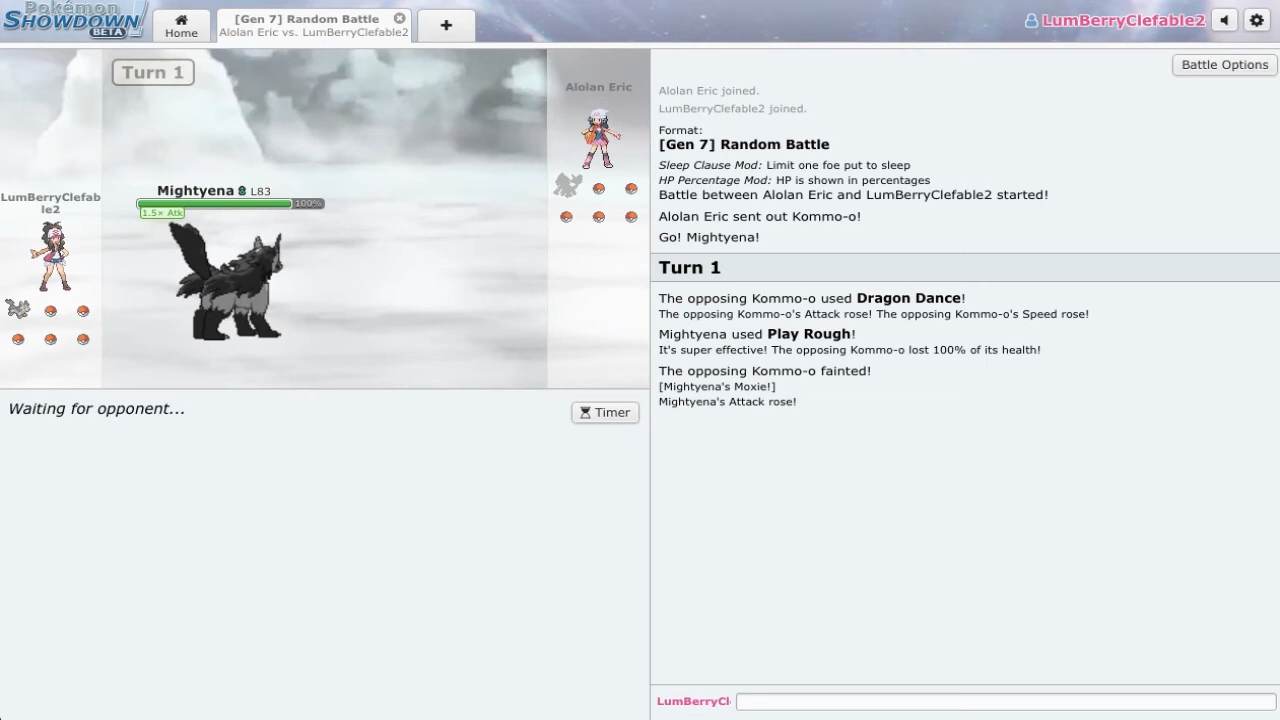 Pokémon
SHOWDOWN
BETA
Home
[Gen 7] Random Battle
Alolan Eric vs. LumBerryClefable2
+
LumBerryClefable2
Turn 1
Alolan Eric
LumBerryClefab
le2
Mightyena L83
100%
1.5× Atk
Waiting for opponent...
Timer
Battle Options
Alolan Eric joined.
LumBerryClefable2 joined.
Format:
[Gen 7] Random Battle
Sleep Clause Mod: Limit one foe put to sleep
HP Percentage Mod: HP is shown in percentages
Battle between Alolan Eric and LumBerryClefable2 started!
Alolan Eric sent out Kommo-o!
Go! Mightyena!
Turn 1
The opposing Kommo-o used Dragon Dance!
The opposing Kommo-o's Attack rose! The opposing Kommo-o's Speed rose!
Mightyena used Play Rough!
It's super effective! The opposing Kommo-o lost 100% of its health!
The opposing Kommo-o fainted!
[Mightyena's Moxie!]
Mightyena's Attack rose!
LumBerryCl